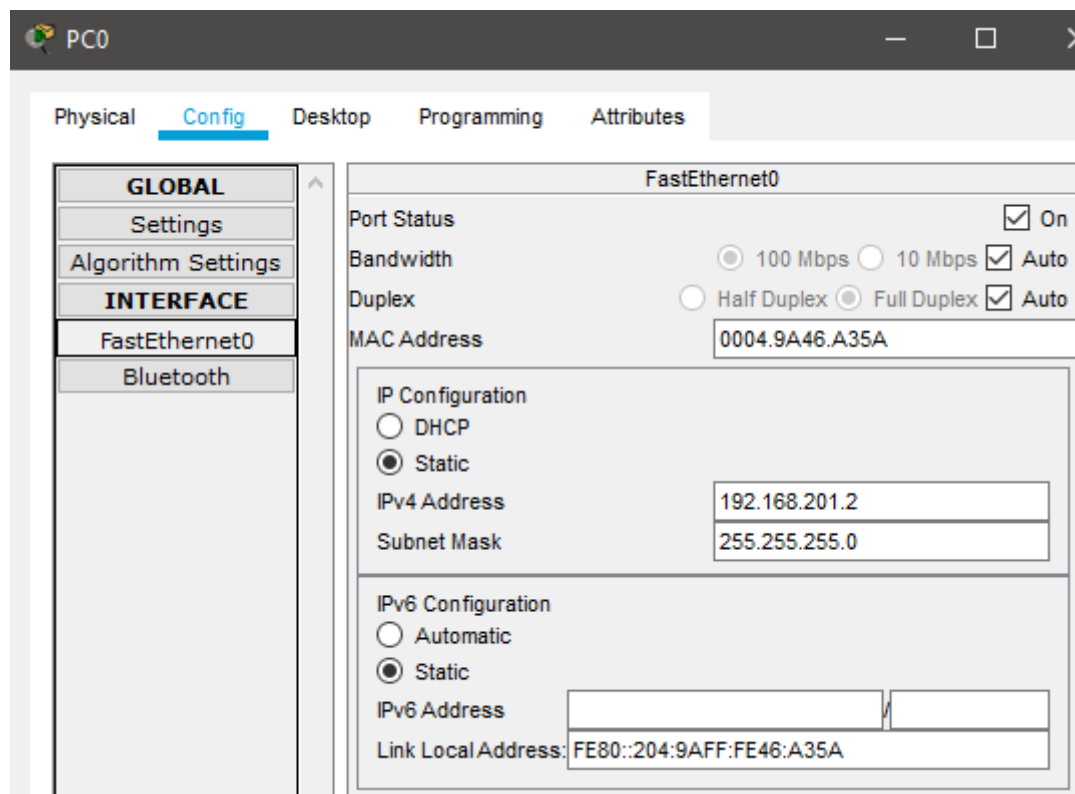 PC0
Physical Config Desktop Programming Attributes
GLOBAL
Settings
Algorithm Settings
INTERFACE
FastEthernet0
Bluetooth
FastEthernet0
Port Status On
Bandwidth 100 Mbps 10 Mbps Auto
Duplex Half Duplex Full Duplex Auto
MAC Address 0004.9A46.A35A
IP Configuration
DHCP
Static
IPv4 Address 192.168.201.2
Subnet Mask 255.255.255.0
IPv6 Configuration
Automatic
Static
IPv6 Address /
Link Local Address: FE80::204:9AFF:FE46:A35A